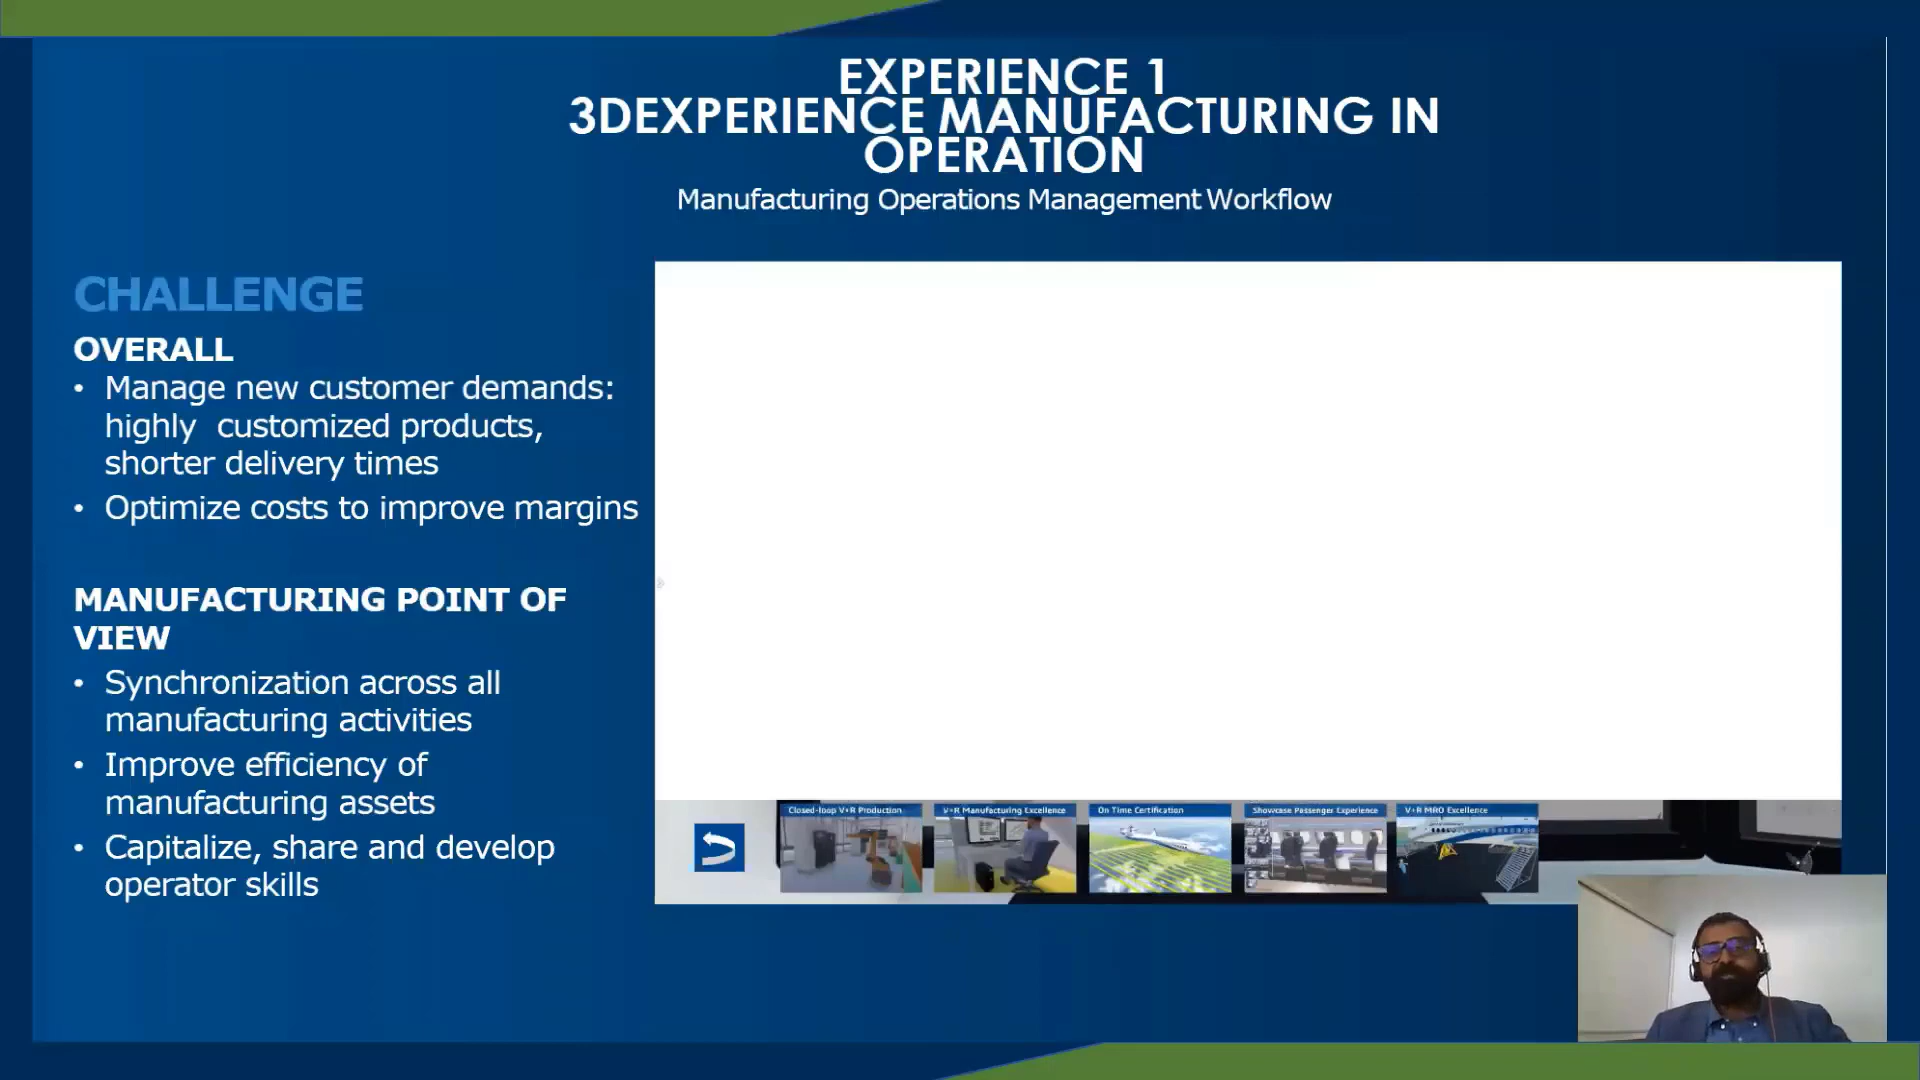 EXPERIENCE 1
3DEXPERIENCE MANUFACTURING IN
OPERATION
Manufacturing Operations Management Workflow
CHALLENGE
OVERALL
• Manage new customer demands:
highly customized products,
shorter delivery times
• Optimize costs to improve margins
MANUFACTURING POINT OF
VIEW
• Synchronization across all
manufacturing activities
• Improve efficiency of
manufacturing assets
• Capitalize, share and develop
operator skills
Closed-loop V+R Production
V+R Manufacturing Excellence
On Time Certification
Showcase Passenger Experience
V+R MRO Excellence